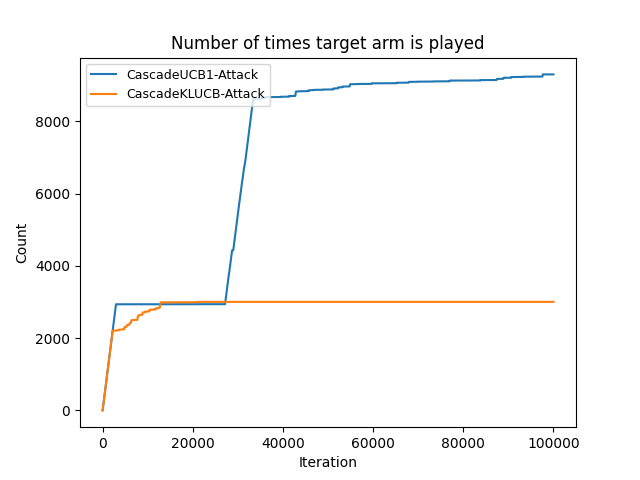 Number of times target arm is played
CascadeUCB1-Attack
CascadeKLUCB-Attack
8000
6000
4000
2000
0
Count
0 20000 40000 60000 80000 100000
Iteration